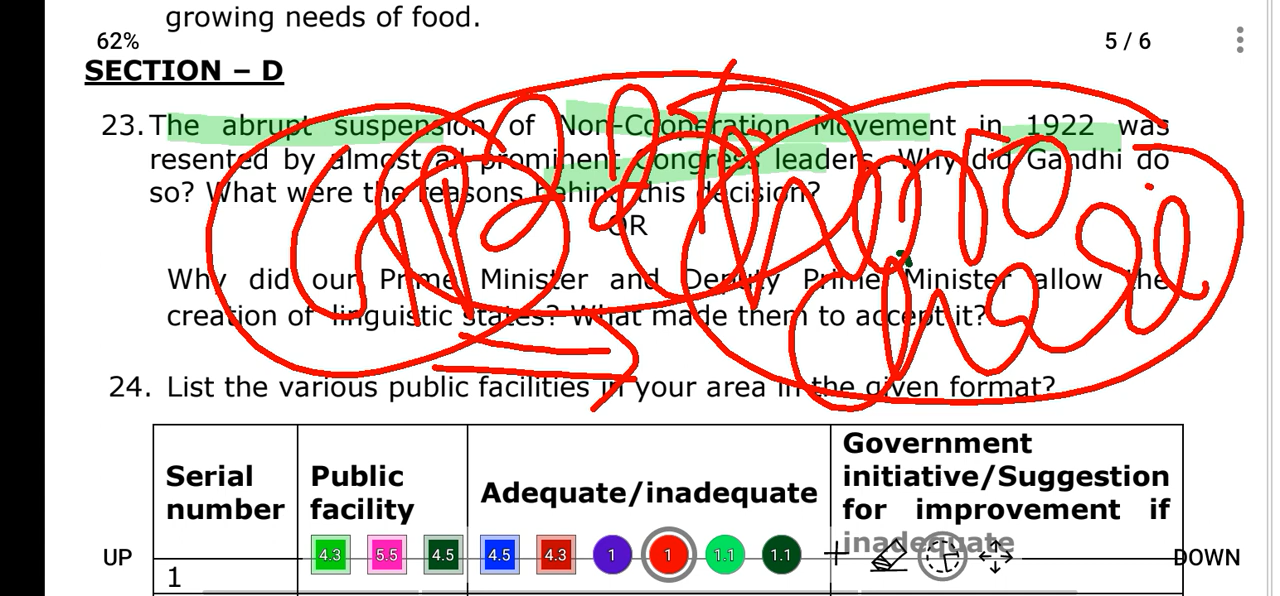 growing needs of food.
62%
5 / 6
SECTION – D
23. The abrupt suspension of Non-Cooperation Movement in 1922 was
resented by almost all prominent Congress leaders. Why did Gandhi do
so? What were the reasons behind this decision?
OR
Why did our Prime Minister and Deputy Prime Minister allow the
creation of linguistic states? What made them to accept it?
24. List the various public facilities in your area in the given format?
Serial number
Public facility
Adequate/inadequate
Government initiative/Suggestion for improvement if inadequate
UP
4.3 5.5 4.5 4.5 4.3 1 1 1.1 1.1
DOWN
1